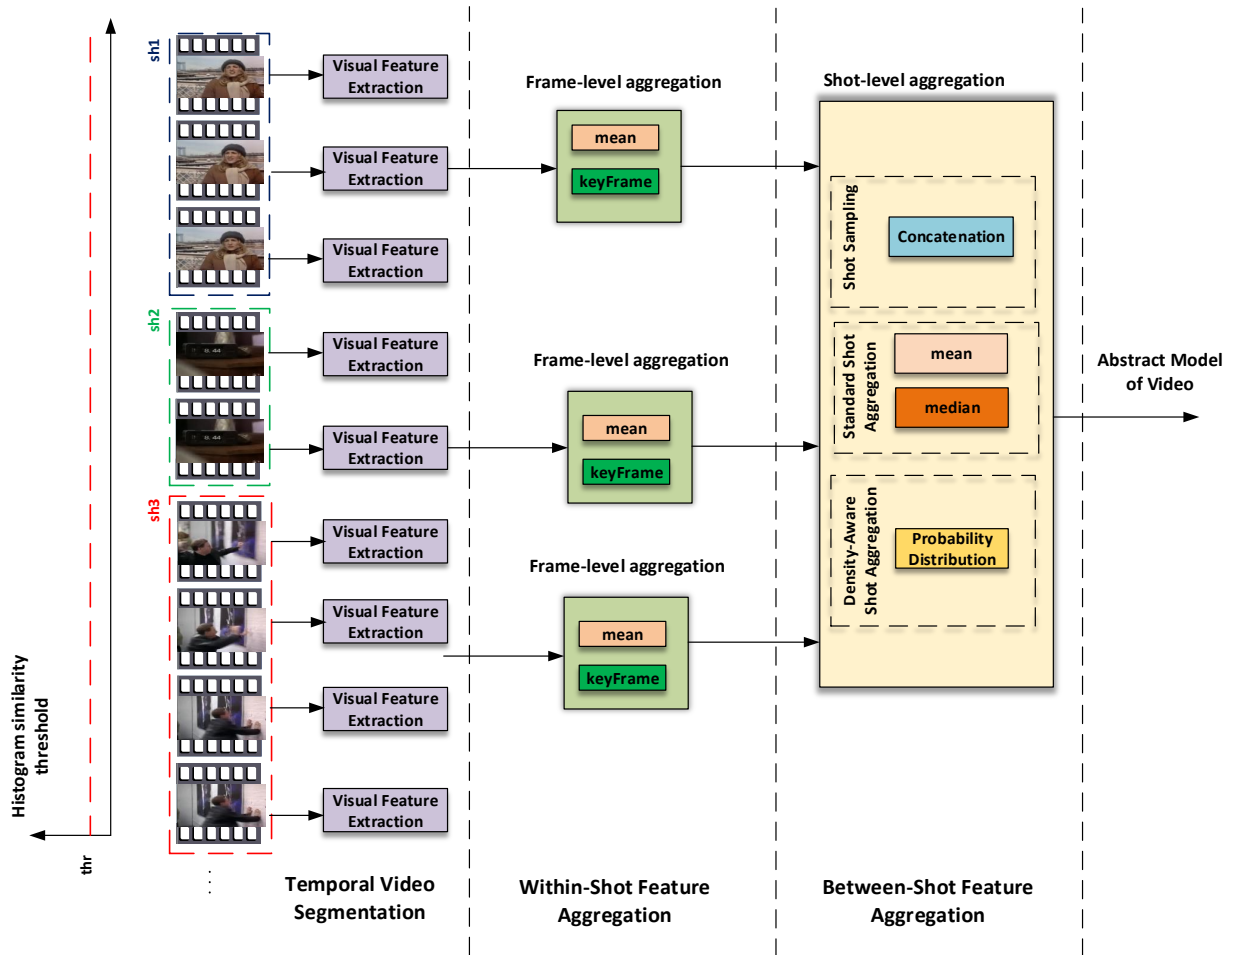 Histogram similarity
threshold
thr
sh1
sh2
sh3
Visual Feature
Extraction
Visual Feature
Extraction
Visual Feature
Extraction
Visual Feature
Extraction
8:44
Visual Feature
Extraction
8:44
Visual Feature
Extraction
Visual Feature
Extraction
Visual Feature
Extraction
Visual Feature
Extraction
Temporal Video
Segmentation
Frame-level aggregation
mean
keyFrame
Frame-level aggregation
mean
keyFrame
Frame-level aggregation
mean
keyFrame
Within-Shot Feature
Aggregation
Shot-level aggregation
Shot Sampling
Concatenation
Standard Shot
Aggregation
mean
median
Density-Aware
Shot Aggregation
Probability
Distribution
Between-Shot Feature
Aggregation
Abstract Model
of Video